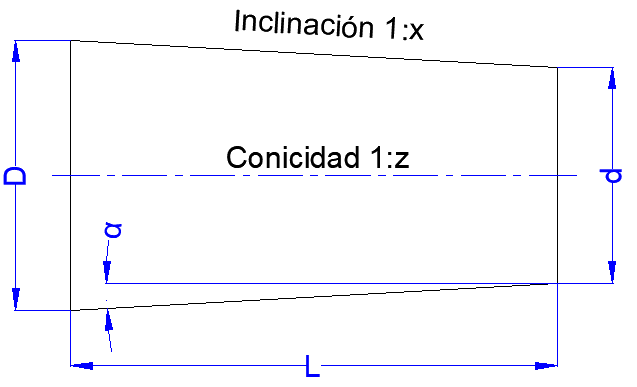 Inclinación 1:x
Conicidad 1:z
D
d
α
L